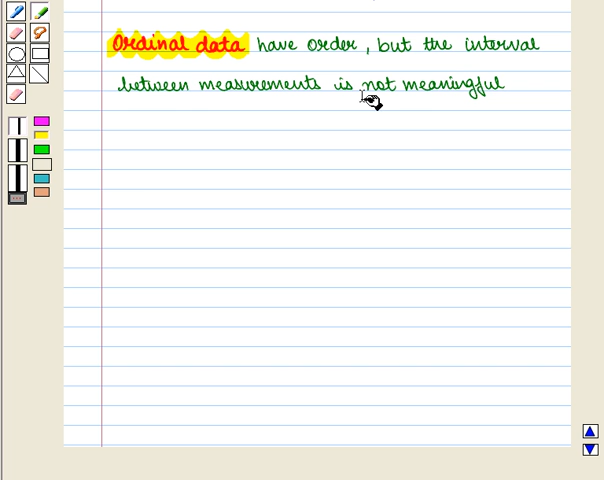 Ordinal data have order, but the interval
between measurements is not meaningful